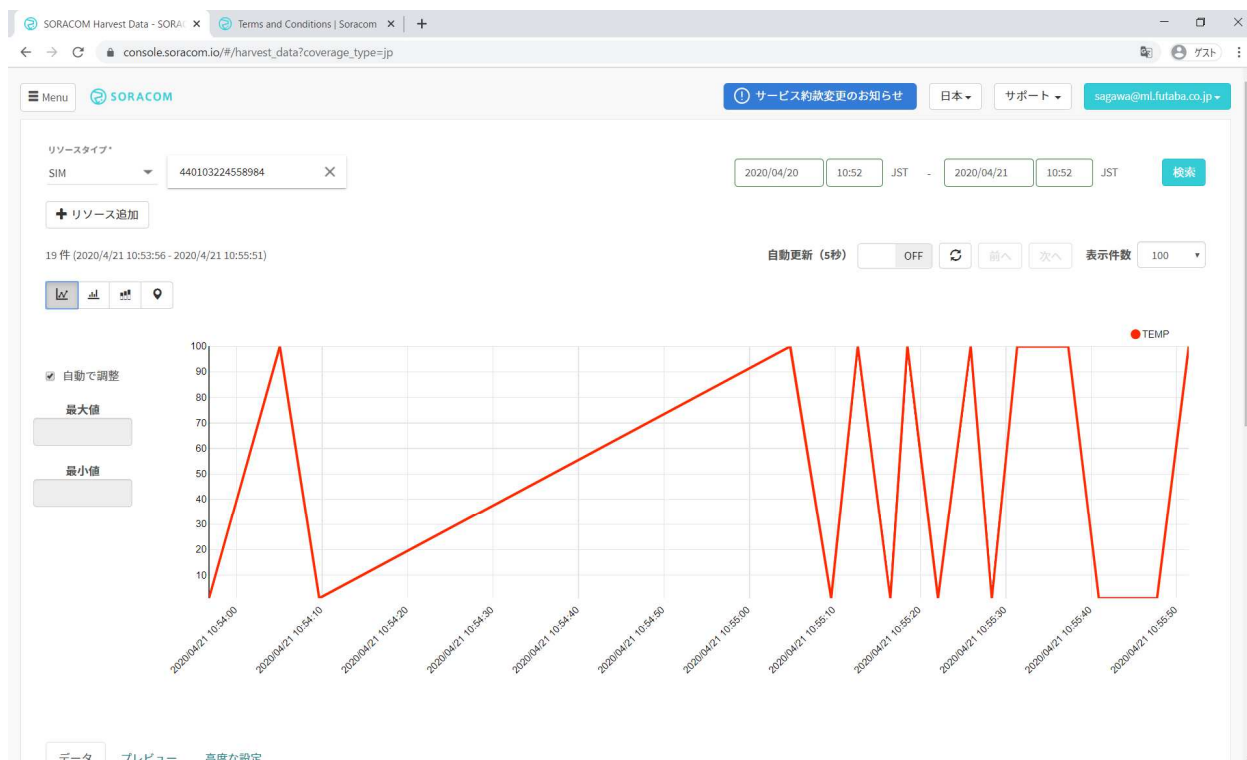 SORACOM Harvest Data - SORAC
Terms and Conditions | Soracom
console.soracom.io/#/harvest_data?coverage_type=jp
ゲスト
Menu
SORACOM
サービス約款変更のお知らせ
日本
サポート
sagawa@ml.futaba.co.jp
リソースタイプ*
SIM
440103224558984
2020/04/20 10:52 JST - 2020/04/21 10:52 JST
検索
リソース追加
19 件 (2020/4/21 10:53:56 - 2020/4/21 10:55:51)
自動更新（5秒） OFF
前へ
次へ
表示件数 100
TEMP
自動で調整
最大値
最小値
100
90
80
70
60
50
40
30
20
10
2020/04/21 10:54:00
2020/04/21 10:54:10
2020/04/21 10:54:20
2020/04/21 10:54:30
2020/04/21 10:54:40
2020/04/21 10:54:50
2020/04/21 10:55:00
2020/04/21 10:55:10
2020/04/21 10:55:20
2020/04/21 10:55:30
2020/04/21 10:55:40
2020/04/21 10:55:50
データ プレビュー 高度な設定